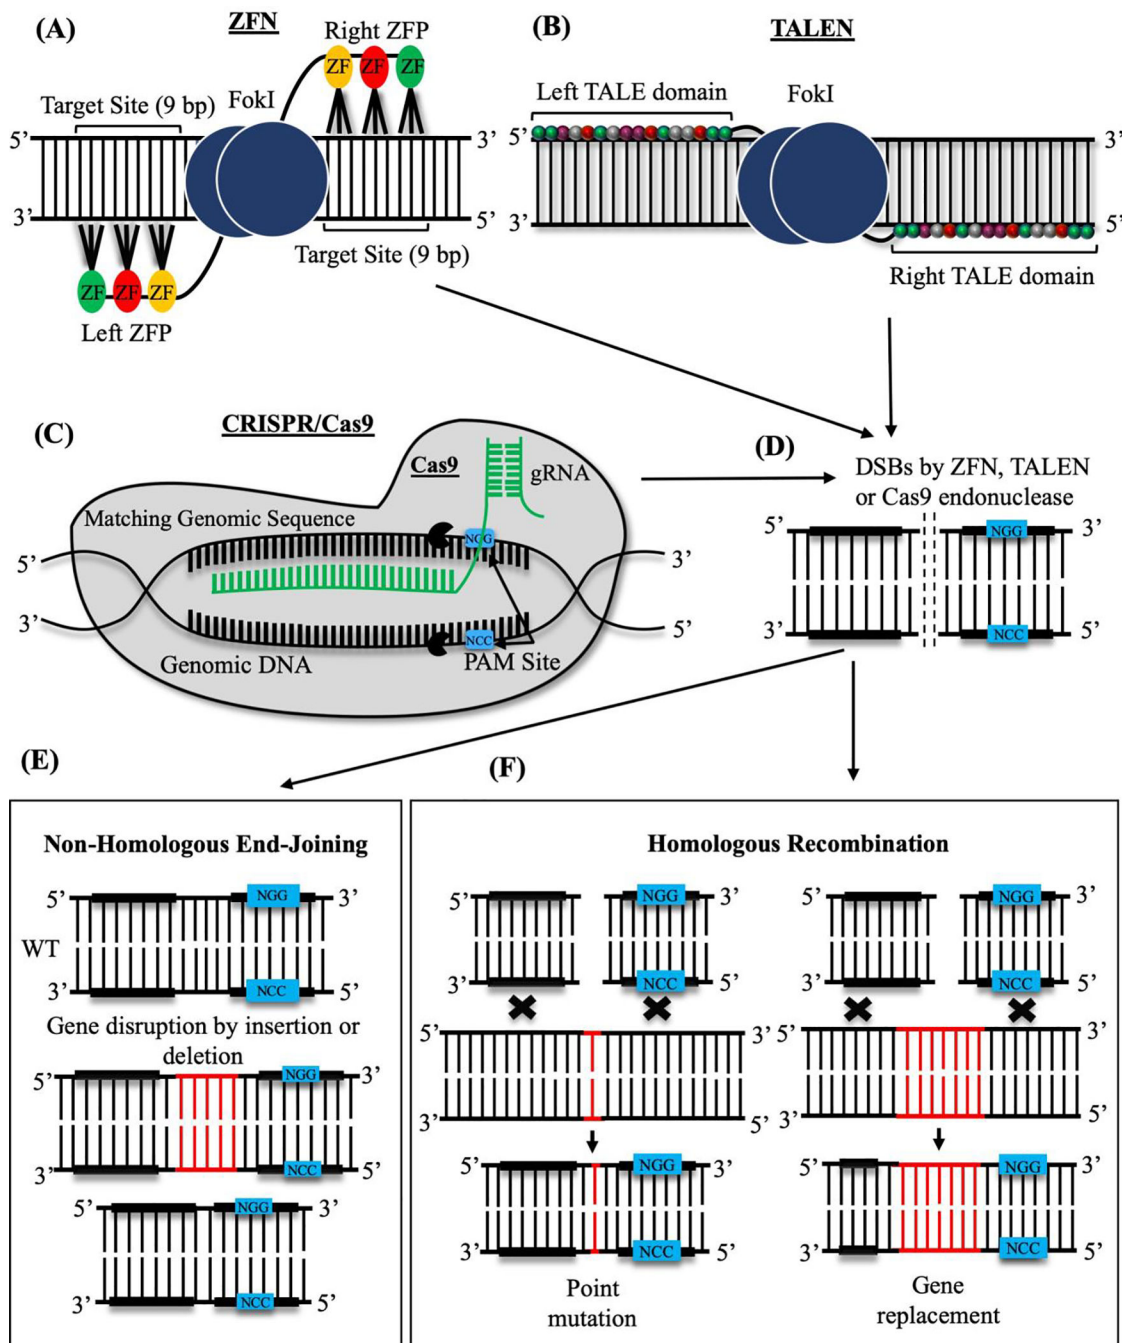 (A)
ZFN
Right ZFP
ZF ZF ZF
Target Site (9 bp)
FokI
5’ 3’
3’ 5’
Target Site (9 bp)
ZF ZF ZF
Left ZFP
(B)
TALEN
Left TALE domain
FokI
5’ 3’
3’ 5’
Right TALE domain
(C)
CRISPR/Cas9
Cas9
gRNA
Matching Genomic Sequence
NGG
5’ 3’
3’ 5’
NCC
Genomic DNA
PAM Site
(D)
DSBs by ZFN, TALEN
or Cas9 endonuclease
5’ NGG 3’
3’ NCC 5’
(E)
Non-Homologous End-Joining
5’ NGG 3’
WT
3’ NCC 5’
Gene disruption by insertion or
deletion
5’ NGG 3’
3’ NCC 5’
5’ NGG 3’
3’ NCC 5’
(F)
Homologous Recombination
5’ NGG 3’
3’ NCC 5’
5’ 3’
3’ 5’
5’ NGG 3’
3’ NCC 5’
Point
mutation
5’ NGG 3’
3’ NCC 5’
5’ 3’
3’ 5’
5’ NGG 3’
3’ NCC 5’
Gene
replacement